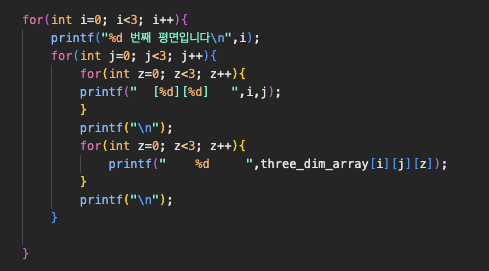 for(int i=0; i<3; i++){
    printf("%d 번째 평면입니다\n",i);
    for(int j=0; j<3; j++){
        for(int z=0; z<3; z++){
        printf("  [%d][%d]   ",i,j);
        }
        printf("\n");
        for(int z=0; z<3; z++){
            printf("    %d     ",three_dim_array[i][j][z]);
        }
        printf("\n");
    }

}